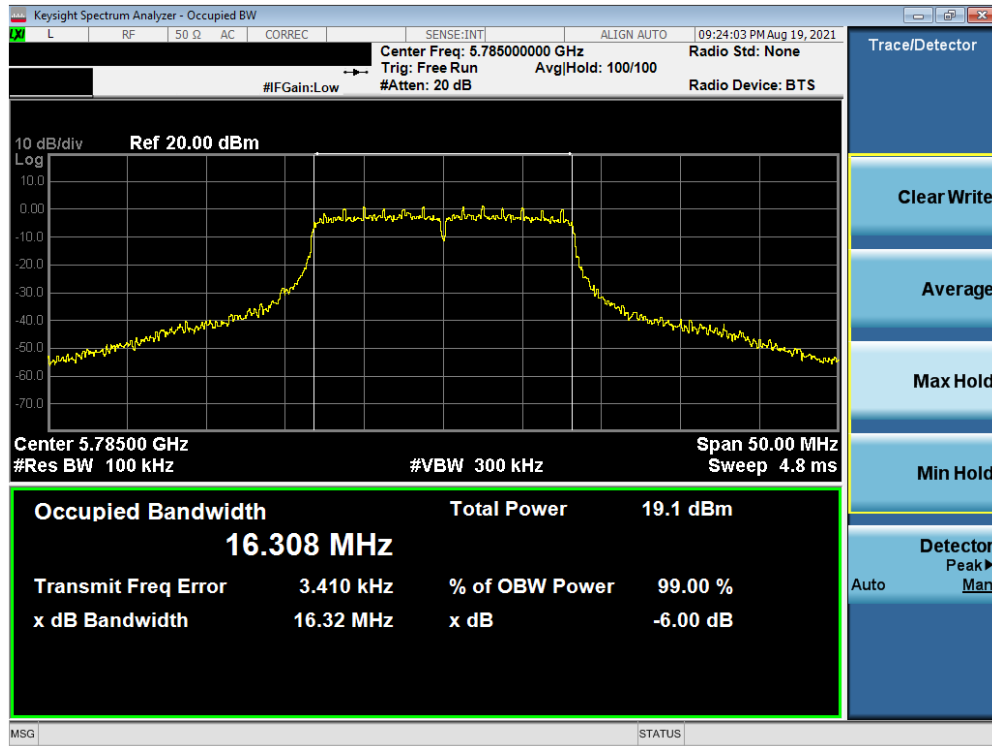 Keysight Spectrum Analyzer - Occupied BW
LXI L RF 50 Ω AC CORREC SENSE:INT ALIGN AUTO 09:24:03 PM Aug 19, 2021
Center Freq: 5.785000000 GHz Radio Std: None
Trig: Free Run Avg|Hold: 100/100
#IFGain:Low #Atten: 20 dB Radio Device: BTS
10 dB/div Ref 20.00 dBm
Log
10.0
0.00
-10.0
-20.0
-30.0
-40.0
-50.0
-60.0
-70.0
Center 5.78500 GHz Span 50.00 MHz
#Res BW 100 kHz #VBW 300 kHz Sweep 4.8 ms
Occupied Bandwidth Total Power 19.1 dBm
16.308 MHz
Transmit Freq Error 3.410 kHz % of OBW Power 99.00 %
x dB Bandwidth 16.32 MHz x dB -6.00 dB
MSG STATUS
Trace/Detector
Clear Write
Average
Max Hold
Min Hold
Detector
Peak▶
Auto Man